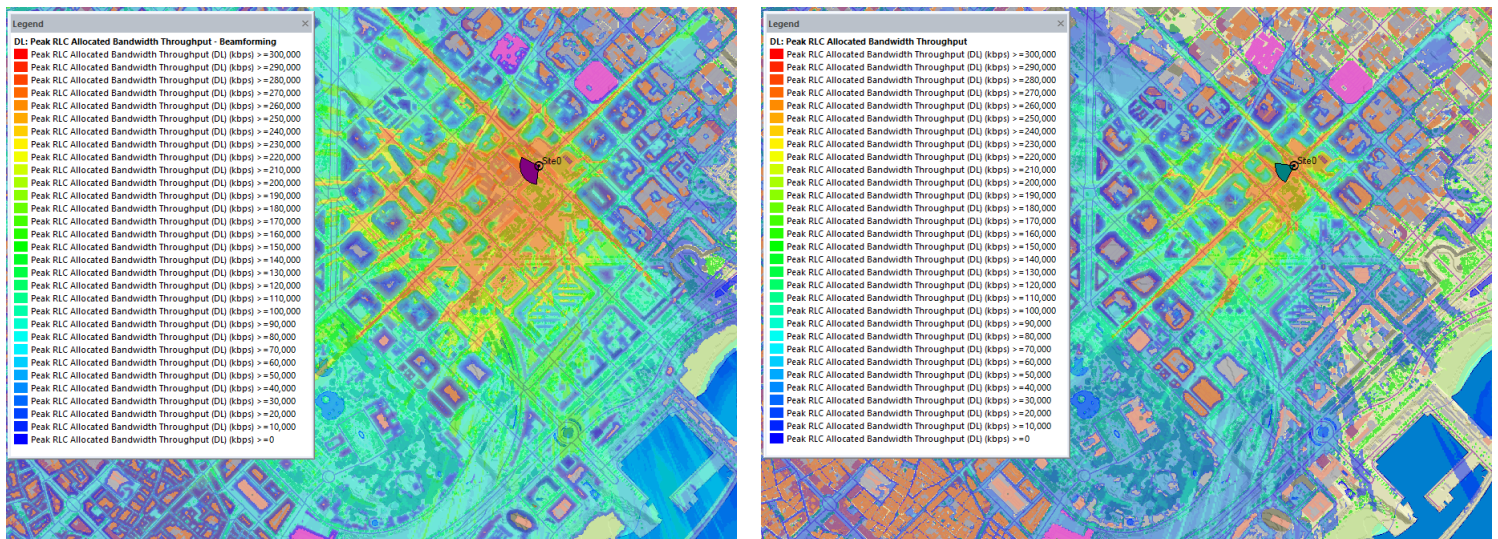 Legend
DL: Peak RLC Allocated Bandwidth Throughput - Beamforming
Peak RLC Allocated Bandwidth Throughput (DL) (kbps) >=300,000
Peak RLC Allocated Bandwidth Throughput (DL) (kbps) >=290,000
Peak RLC Allocated Bandwidth Throughput (DL) (kbps) >=280,000
Peak RLC Allocated Bandwidth Throughput (DL) (kbps) >=270,000
Peak RLC Allocated Bandwidth Throughput (DL) (kbps) >=260,000
Peak RLC Allocated Bandwidth Throughput (DL) (kbps) >=250,000
Peak RLC Allocated Bandwidth Throughput (DL) (kbps) >=240,000
Peak RLC Allocated Bandwidth Throughput (DL) (kbps) >=230,000
Peak RLC Allocated Bandwidth Throughput (DL) (kbps) >=220,000
Peak RLC Allocated Bandwidth Throughput (DL) (kbps) >=210,000
Peak RLC Allocated Bandwidth Throughput (DL) (kbps) >=200,000
Peak RLC Allocated Bandwidth Throughput (DL) (kbps) >=190,000
Peak RLC Allocated Bandwidth Throughput (DL) (kbps) >=180,000
Peak RLC Allocated Bandwidth Throughput (DL) (kbps) >=170,000
Peak RLC Allocated Bandwidth Throughput (DL) (kbps) >=160,000
Peak RLC Allocated Bandwidth Throughput (DL) (kbps) >=150,000
Peak RLC Allocated Bandwidth Throughput (DL) (kbps) >=140,000
Peak RLC Allocated Bandwidth Throughput (DL) (kbps) >=130,000
Peak RLC Allocated Bandwidth Throughput (DL) (kbps) >=120,000
Peak RLC Allocated Bandwidth Throughput (DL) (kbps) >=110,000
Peak RLC Allocated Bandwidth Throughput (DL) (kbps) >=100,000
Peak RLC Allocated Bandwidth Throughput (DL) (kbps) >=90,000
Peak RLC Allocated Bandwidth Throughput (DL) (kbps) >=80,000
Peak RLC Allocated Bandwidth Throughput (DL) (kbps) >=70,000
Peak RLC Allocated Bandwidth Throughput (DL) (kbps) >=60,000
Peak RLC Allocated Bandwidth Throughput (DL) (kbps) >=50,000
Peak RLC Allocated Bandwidth Throughput (DL) (kbps) >=40,000
Peak RLC Allocated Bandwidth Throughput (DL) (kbps) >=30,000
Peak RLC Allocated Bandwidth Throughput (DL) (kbps) >=20,000
Peak RLC Allocated Bandwidth Throughput (DL) (kbps) >=10,000
Peak RLC Allocated Bandwidth Throughput (DL) (kbps) >=0
Site0
Legend
DL: Peak RLC Allocated Bandwidth Throughput
Peak RLC Allocated Bandwidth Throughput (DL) (kbps) >=300,000
Peak RLC Allocated Bandwidth Throughput (DL) (kbps) >=290,000
Peak RLC Allocated Bandwidth Throughput (DL) (kbps) >=280,000
Peak RLC Allocated Bandwidth Throughput (DL) (kbps) >=270,000
Peak RLC Allocated Bandwidth Throughput (DL) (kbps) >=260,000
Peak RLC Allocated Bandwidth Throughput (DL) (kbps) >=250,000
Peak RLC Allocated Bandwidth Throughput (DL) (kbps) >=240,000
Peak RLC Allocated Bandwidth Throughput (DL) (kbps) >=230,000
Peak RLC Allocated Bandwidth Throughput (DL) (kbps) >=220,000
Peak RLC Allocated Bandwidth Throughput (DL) (kbps) >=210,000
Peak RLC Allocated Bandwidth Throughput (DL) (kbps) >=200,000
Peak RLC Allocated Bandwidth Throughput (DL) (kbps) >=190,000
Peak RLC Allocated Bandwidth Throughput (DL) (kbps) >=180,000
Peak RLC Allocated Bandwidth Throughput (DL) (kbps) >=170,000
Peak RLC Allocated Bandwidth Throughput (DL) (kbps) >=160,000
Peak RLC Allocated Bandwidth Throughput (DL) (kbps) >=150,000
Peak RLC Allocated Bandwidth Throughput (DL) (kbps) >=140,000
Peak RLC Allocated Bandwidth Throughput (DL) (kbps) >=130,000
Peak RLC Allocated Bandwidth Throughput (DL) (kbps) >=120,000
Peak RLC Allocated Bandwidth Throughput (DL) (kbps) >=110,000
Peak RLC Allocated Bandwidth Throughput (DL) (kbps) >=100,000
Peak RLC Allocated Bandwidth Throughput (DL) (kbps) >=90,000
Peak RLC Allocated Bandwidth Throughput (DL) (kbps) >=80,000
Peak RLC Allocated Bandwidth Throughput (DL) (kbps) >=70,000
Peak RLC Allocated Bandwidth Throughput (DL) (kbps) >=60,000
Peak RLC Allocated Bandwidth Throughput (DL) (kbps) >=50,000
Peak RLC Allocated Bandwidth Throughput (DL) (kbps) >=40,000
Peak RLC Allocated Bandwidth Throughput (DL) (kbps) >=30,000
Peak RLC Allocated Bandwidth Throughput (DL) (kbps) >=20,000
Peak RLC Allocated Bandwidth Throughput (DL) (kbps) >=10,000
Peak RLC Allocated Bandwidth Throughput (DL) (kbps) >=0
Site0